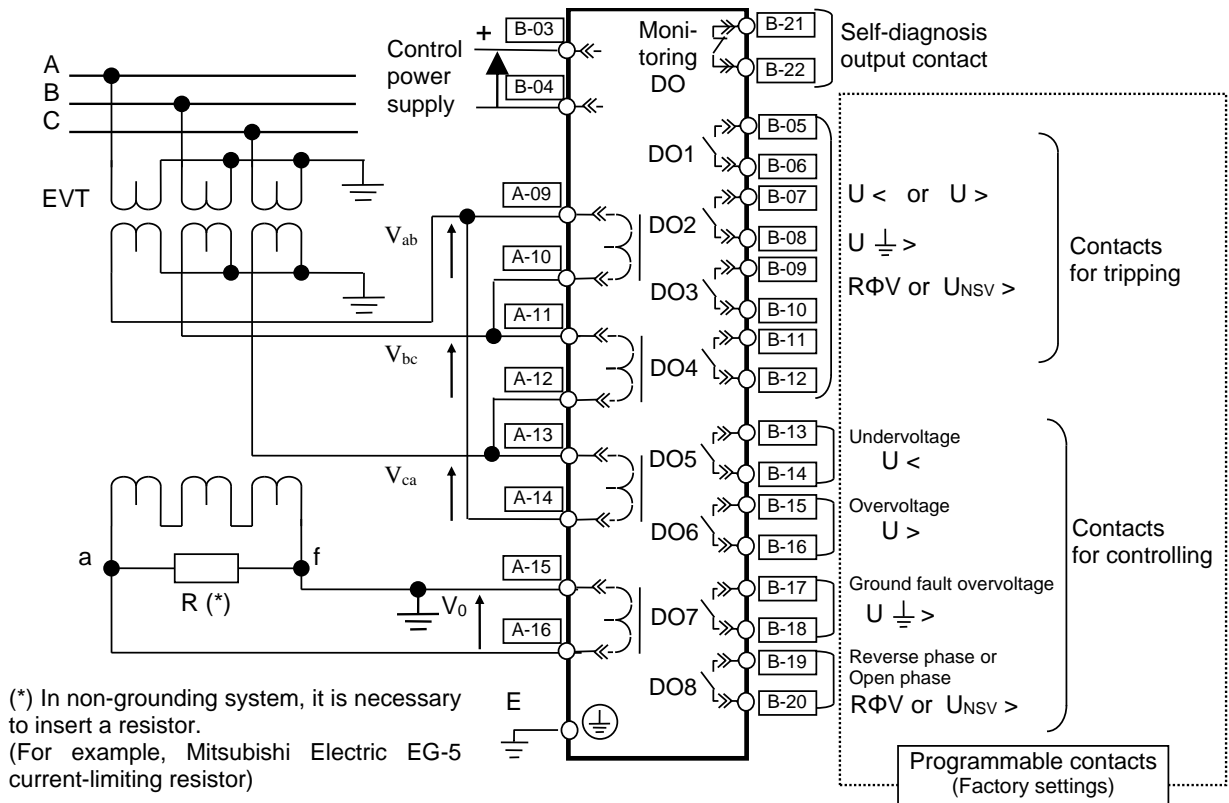 A
B
C
EVT
Control
power
supply
+
B-03
B-04
A-09
A-10
A-11
A-12
A-13
A-14
A-15
A-16
Vab
Vbc
Vca
V0
a
f
R (*)
E
(*) In non-grounding system, it is necessary
to insert a resistor.
(For example, Mitsubishi Electric EG-5
current-limiting resistor)
Moni-
toring
DO
DO1
DO2
DO3
DO4
DO5
DO6
DO7
DO8
B-21
B-22
B-05
B-06
B-07
B-08
B-09
B-10
B-11
B-12
B-13
B-14
B-15
B-16
B-17
B-18
B-19
B-20
Self-diagnosis
output contact
U < or U >
U ⏚ >
RΦV or UNSV >
Contacts
for tripping
Undervoltage
U <
Overvoltage
U >
Ground fault overvoltage
U ⏚ >
Reverse phase or
Open phase
RΦV or UNSV >
Contacts
for controlling
Programmable contacts
(Factory settings)